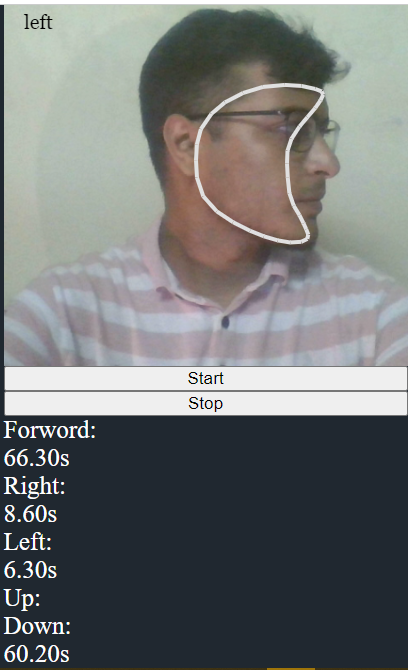 left
Start
Stop
Forword:
66.30s
Right:
8.60s
Left:
6.30s
Up:
Down:
60.20s